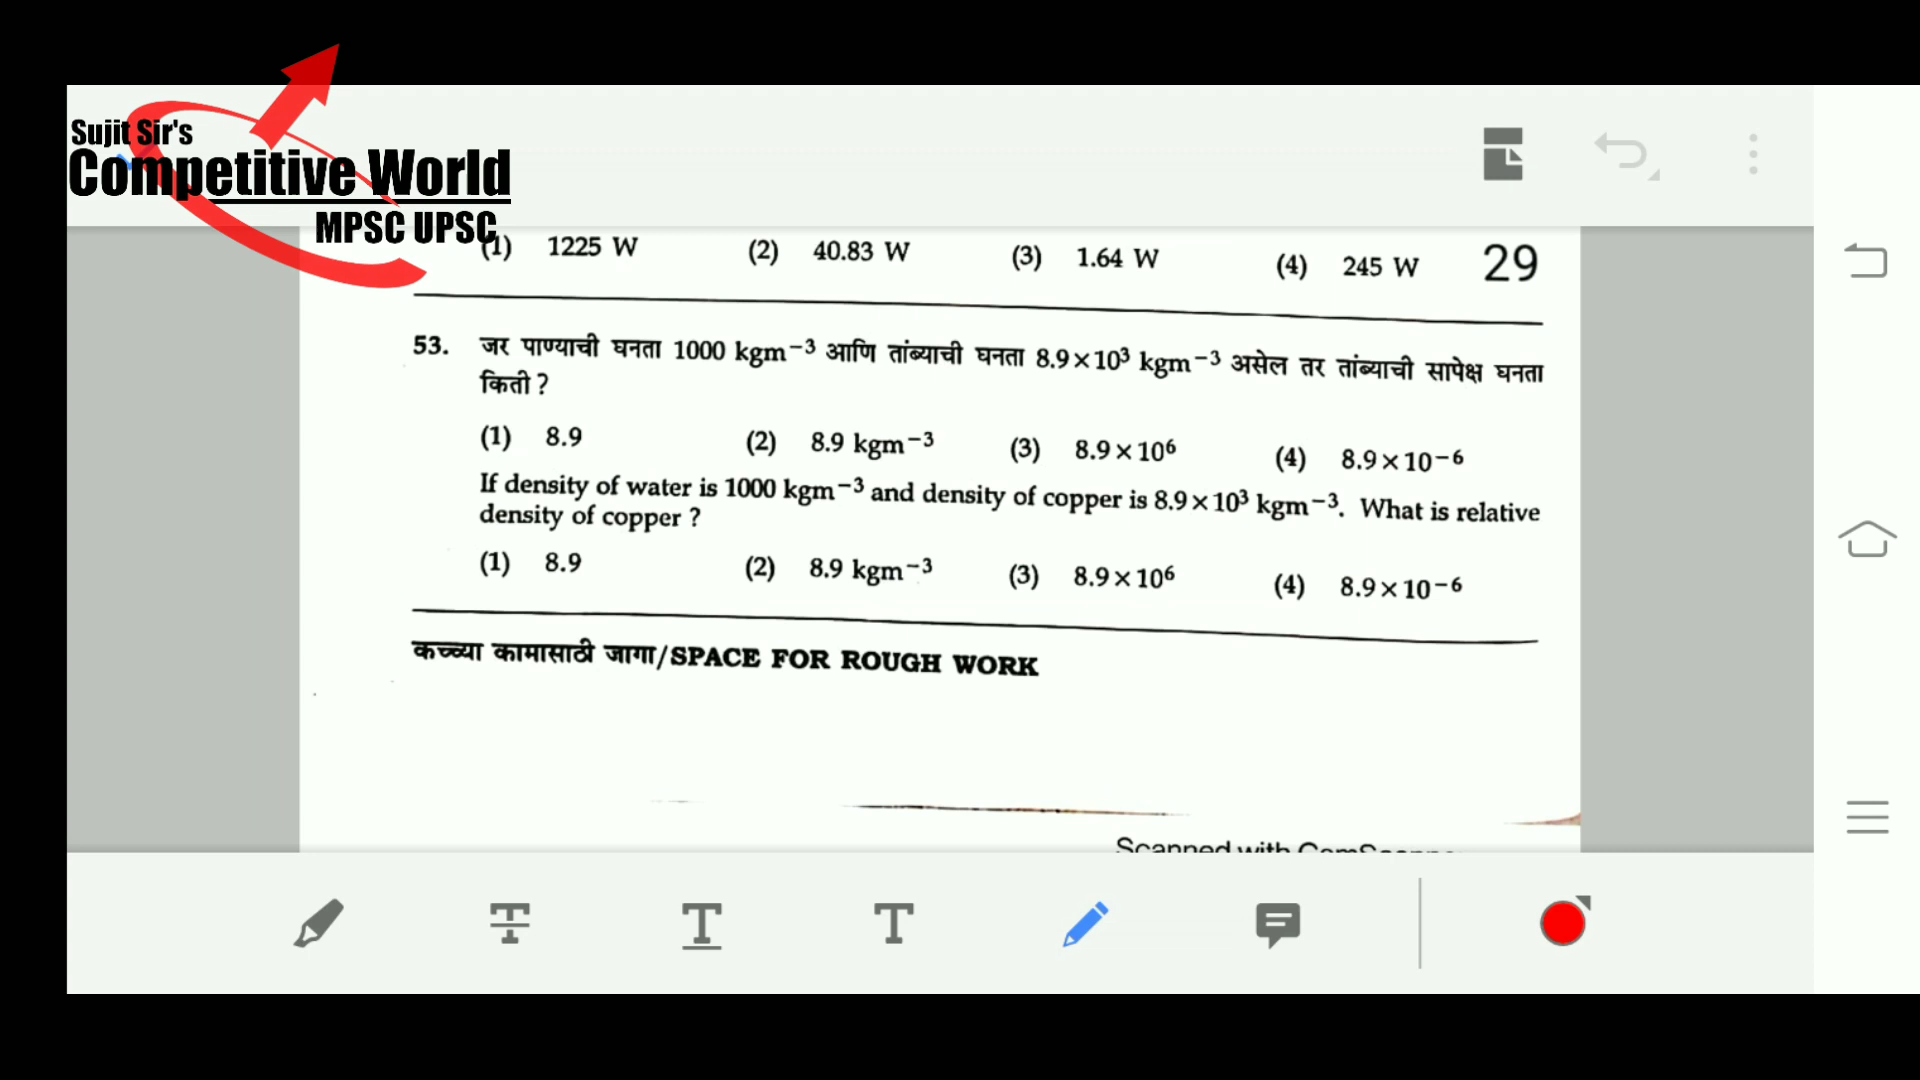 Sujit Sir's
Competitive World
MPSC UPSC
(1) 1225 W (2) 40.83 W (3) 1.64 W (4) 245 W 29
53. जर पाण्याची घनता 1000 kgm⁻³ आणि तांब्याची घनता 8.9×10³ kgm⁻³ असेल तर तांब्याची सापेक्ष घनता
किती ?
(1) 8.9 (2) 8.9 kgm⁻³ (3) 8.9×10⁶ (4) 8.9×10⁻⁶
If density of water is 1000 kgm⁻³ and density of copper is 8.9×10³ kgm⁻³. What is relative
density of copper ?
(1) 8.9 (2) 8.9 kgm⁻³ (3) 8.9×10⁶ (4) 8.9×10⁻⁶
कच्च्या कामासाठी जागा/SPACE FOR ROUGH WORK
Scanned with